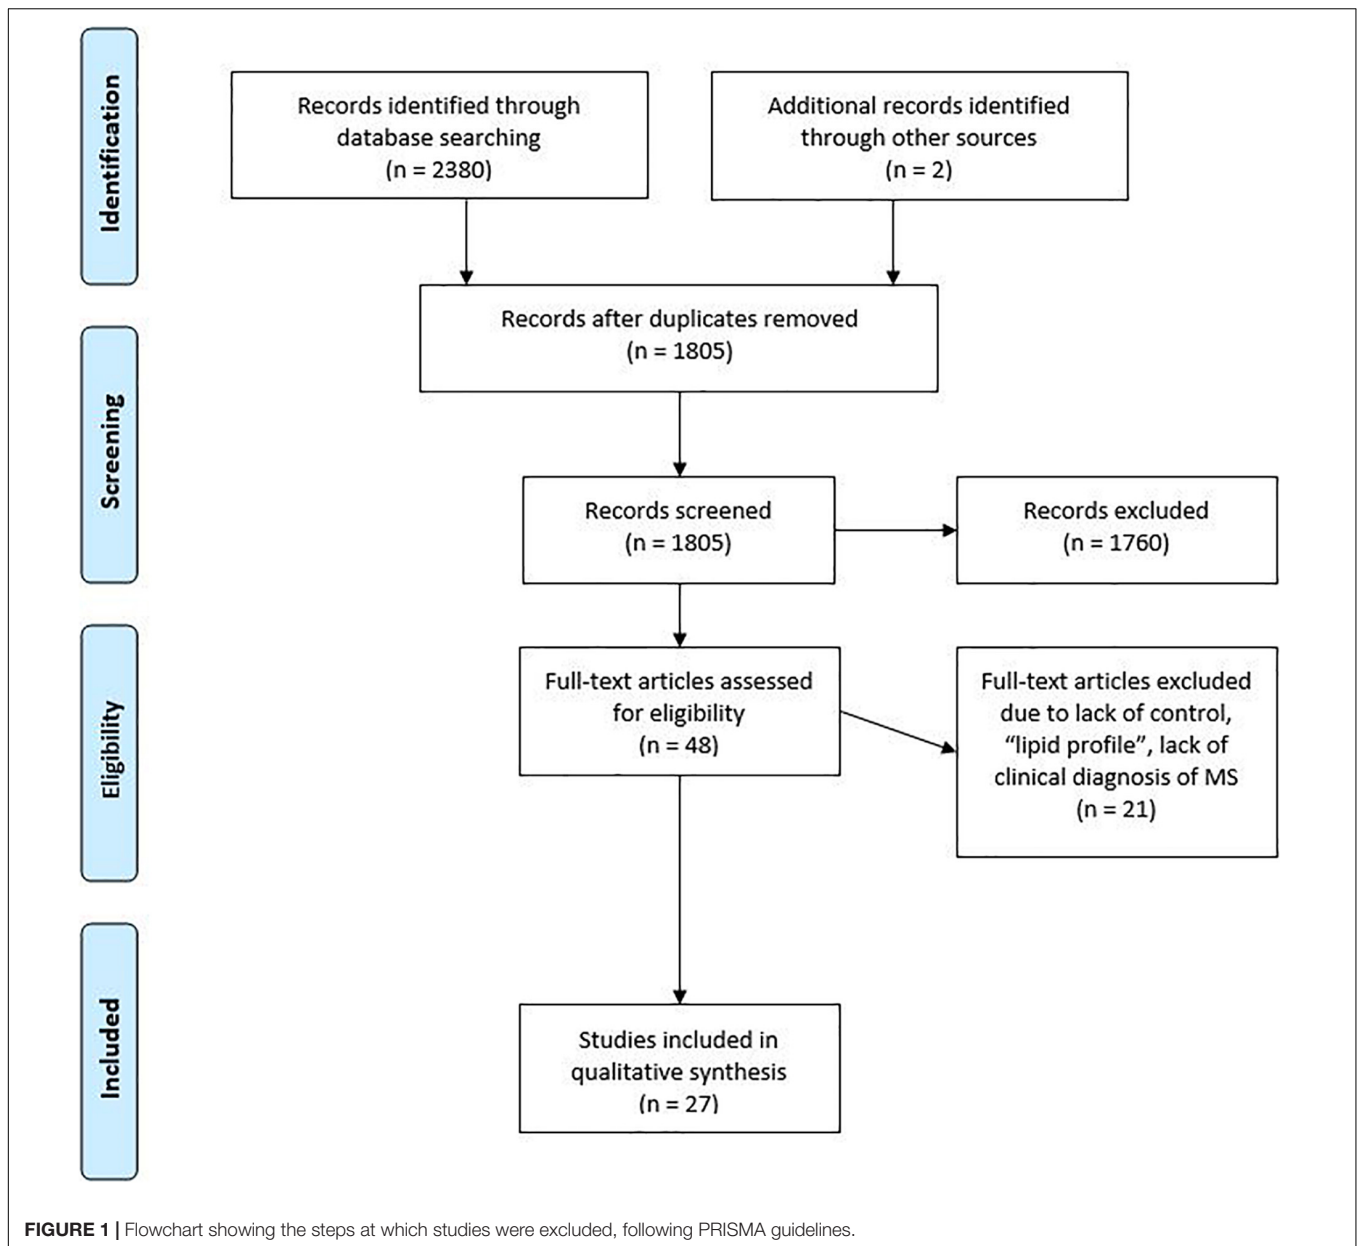 Identification
Records identified through
database searching
(n = 2380)
Additional records identified
through other sources
(n = 2)
Records after duplicates removed
(n = 1805)
Screening
Records screened
(n = 1805)
Records excluded
(n = 1760)
Eligibility
Full-text articles assessed
for eligibility
(n = 48)
Full-text articles excluded
due to lack of control,
“lipid profile”, lack of
clinical diagnosis of MS
(n = 21)
Included
Studies included in
qualitative synthesis
(n = 27)
FIGURE 1 | Flowchart showing the steps at which studies were excluded, following PRISMA guidelines.